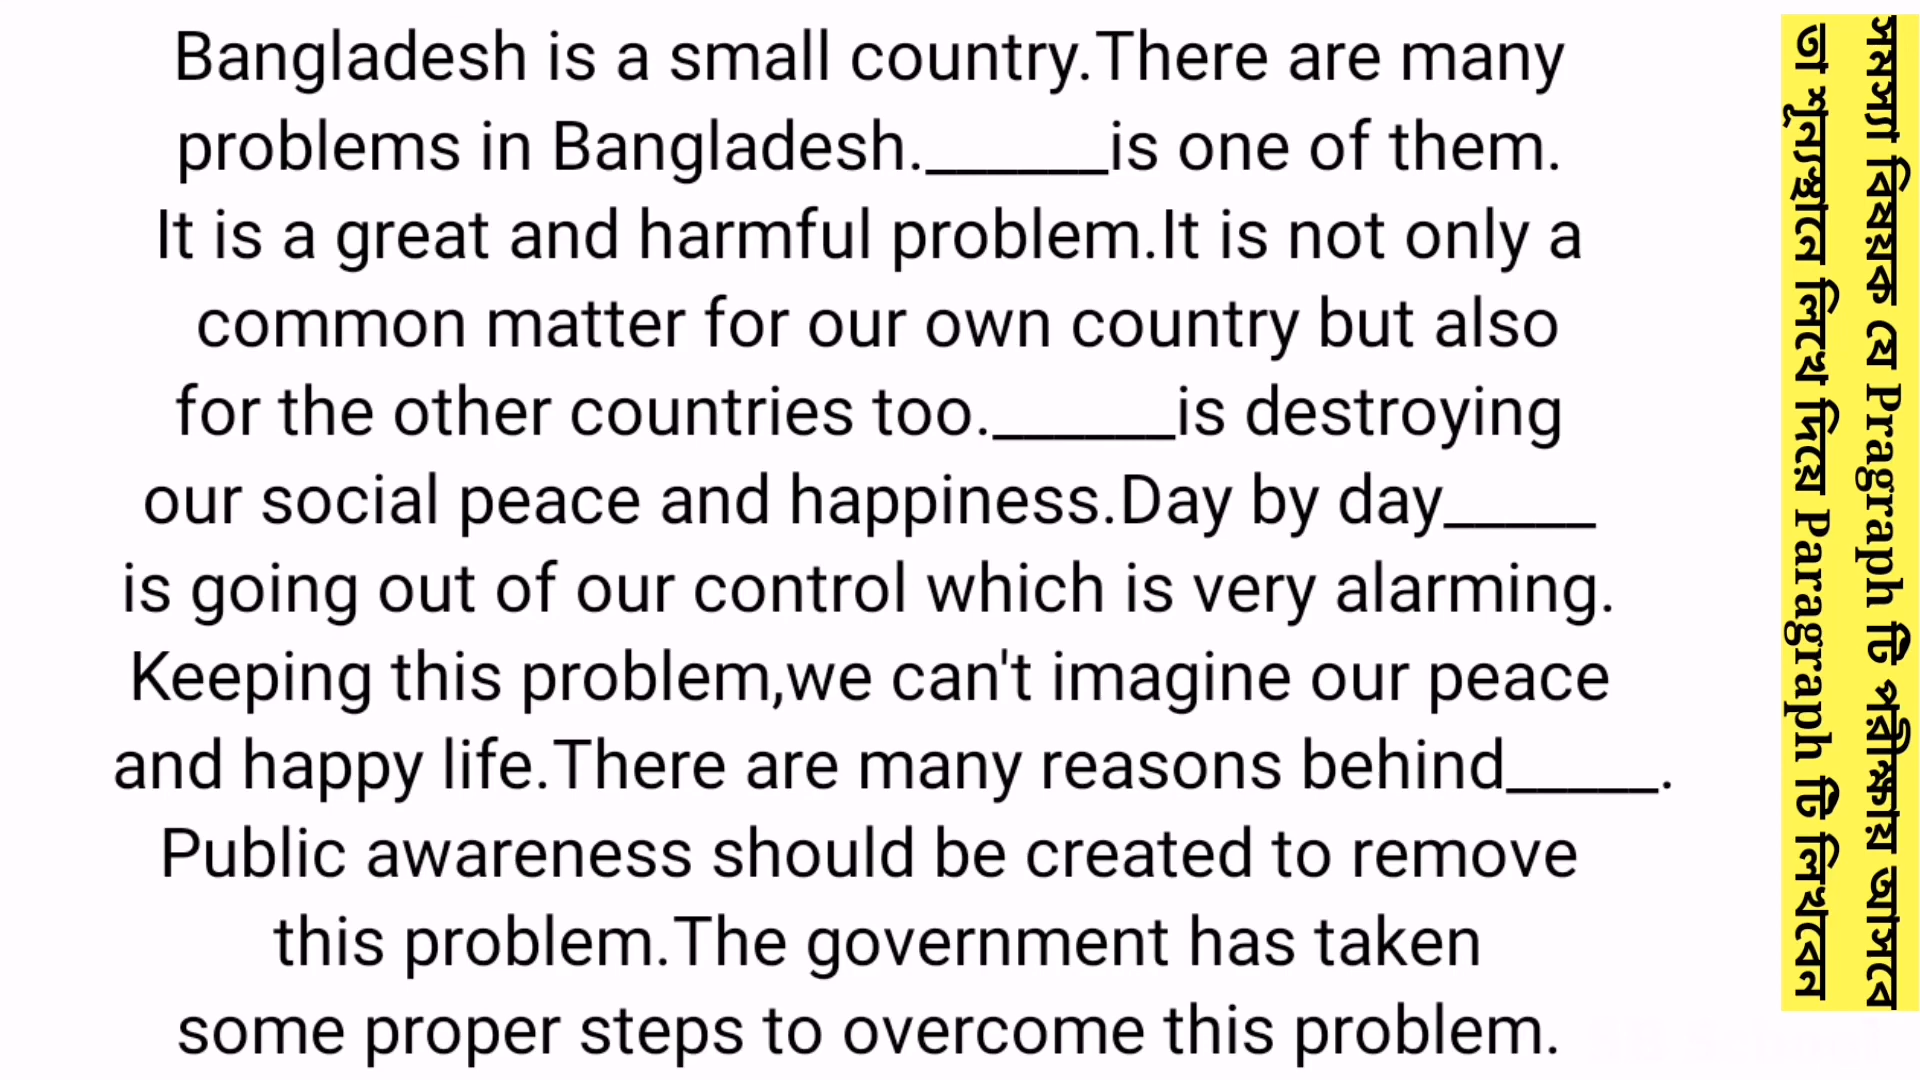 Bangladesh is a small country.There are many
problems in Bangladesh.______is one of them.
It is a great and harmful problem.It is not only a
common matter for our own country but also
for the other countries too.______is destroying
our social peace and happiness.Day by day_____
is going out of our control which is very alarming.
Keeping this problem,we can't imagine our peace
and happy life.There are many reasons behind_____.
Public awareness should be created to remove
this problem.The government has taken
some proper steps to overcome this problem.
সমস্যা বিষয়ক যে Pragraph টি পরীক্ষায় আসবে
তা শূন্যস্থানে লিখে দিয়ে Paragraph টি লিখবেন